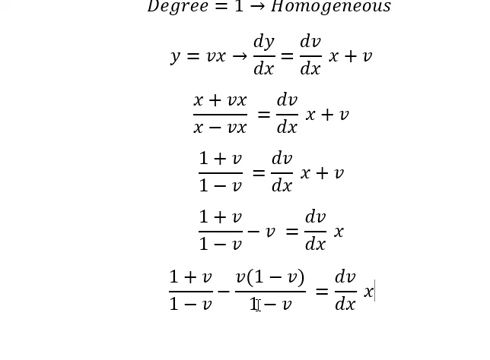 Degree = 1 → Homogeneous
y = vx → dy/dx = dv/dx x + v
(x + vx)/(x − vx) = dv/dx x + v
(1 + v)/(1 − v) = dv/dx x + v
(1 + v)/(1 − v) − v = dv/dx x
(1 + v)/(1 − v) − v(1 − v)/(1 − v) = dv/dx x